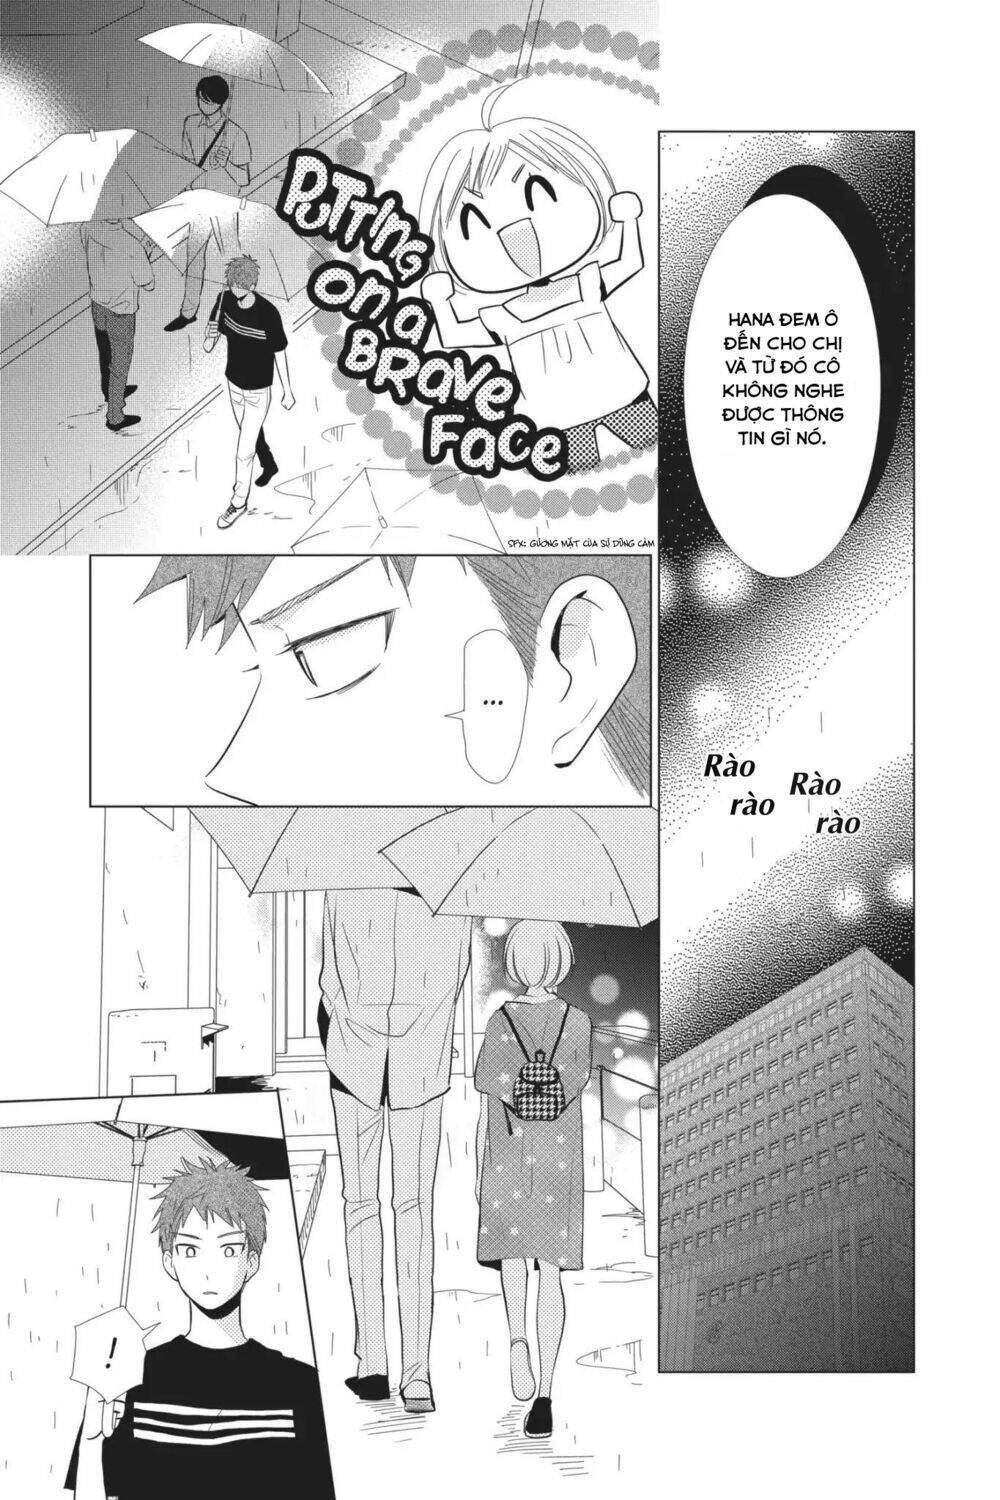 HANA ĐEM Ô
ĐẾN CHO CHỊ
VÀ TỪ ĐÓ CÔ
KHÔNG NGHE
ĐƯỢC THÔNG
TIN GÌ NÓ.
Rào
rào
Rào
rào
PUTTING
ON a
BRAVE
FACE
SFX: GƯƠNG MẶT CỦA SỰ DŨNG CẢM
...
!